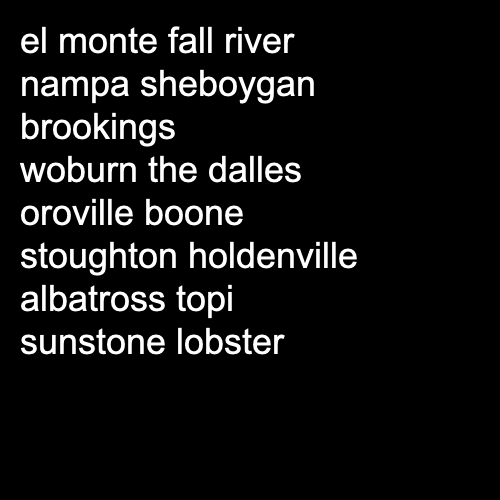 el monte fall river
nampa sheboygan
brookings
woburn the dalles
oroville boone
stoughton holdenville
albatross topi
sunstone lobster